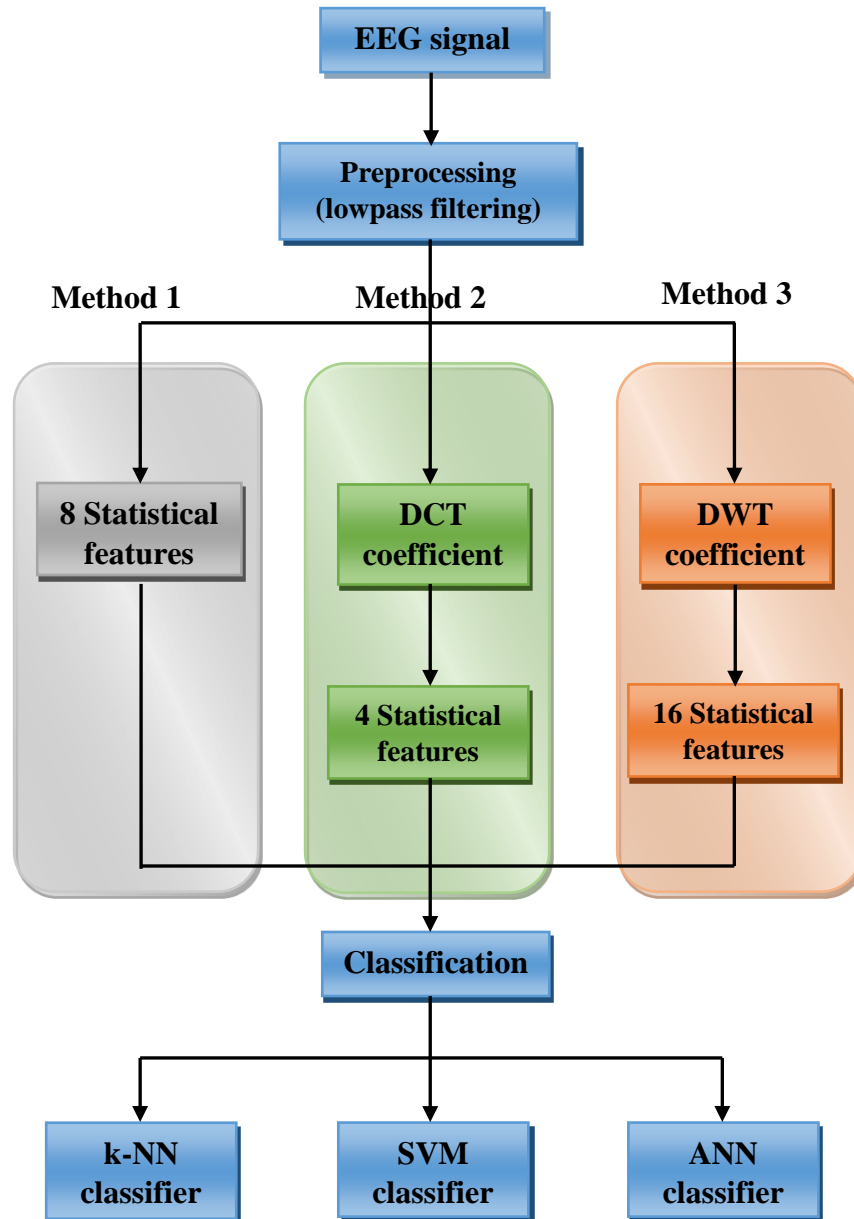 EEG signal
Preprocessing
(lowpass filtering)
Method 1
Method 2
Method 3
8 Statistical
features
DCT
coefficient
DWT
coefficient
4 Statistical
features
16 Statistical
features
Classification
k-NN
classifier
SVM
classifier
ANN
classifier